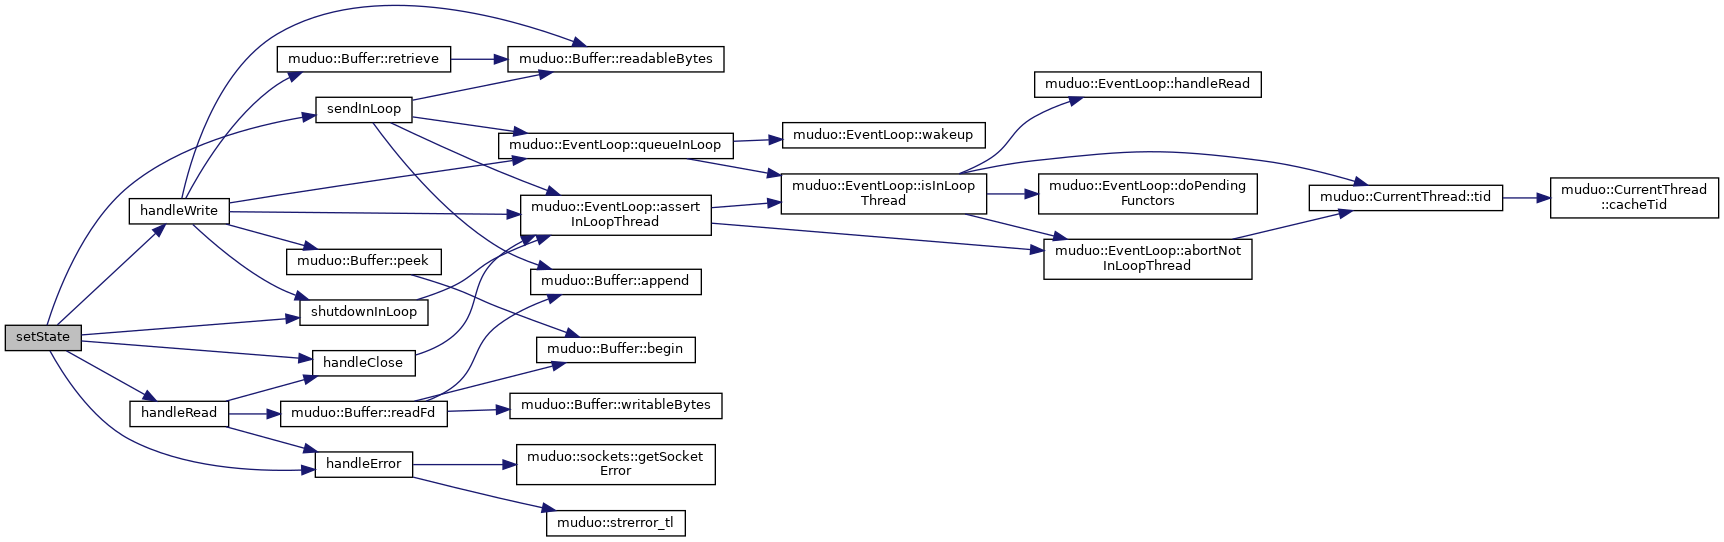 muduo::Buffer::retrieve
muduo::Buffer::readableBytes
muduo::EventLoop::handleRead
sendInLoop
muduo::EventLoop::queueInLoop
muduo::EventLoop::wakeup
muduo::EventLoop::isInLoop
Thread
muduo::EventLoop::doPending
Functors
muduo::CurrentThread::tid
muduo::CurrentThread
::cacheTid
handleWrite
muduo::EventLoop::assert
InLoopThread
muduo::EventLoop::abortNot
InLoopThread
muduo::Buffer::peek
muduo::Buffer::append
shutdownInLoop
setState
handleClose
muduo::Buffer::begin
handleRead
muduo::Buffer::readFd
muduo::Buffer::writableBytes
handleError
muduo::sockets::getSocket
Error
muduo::strerror_tl